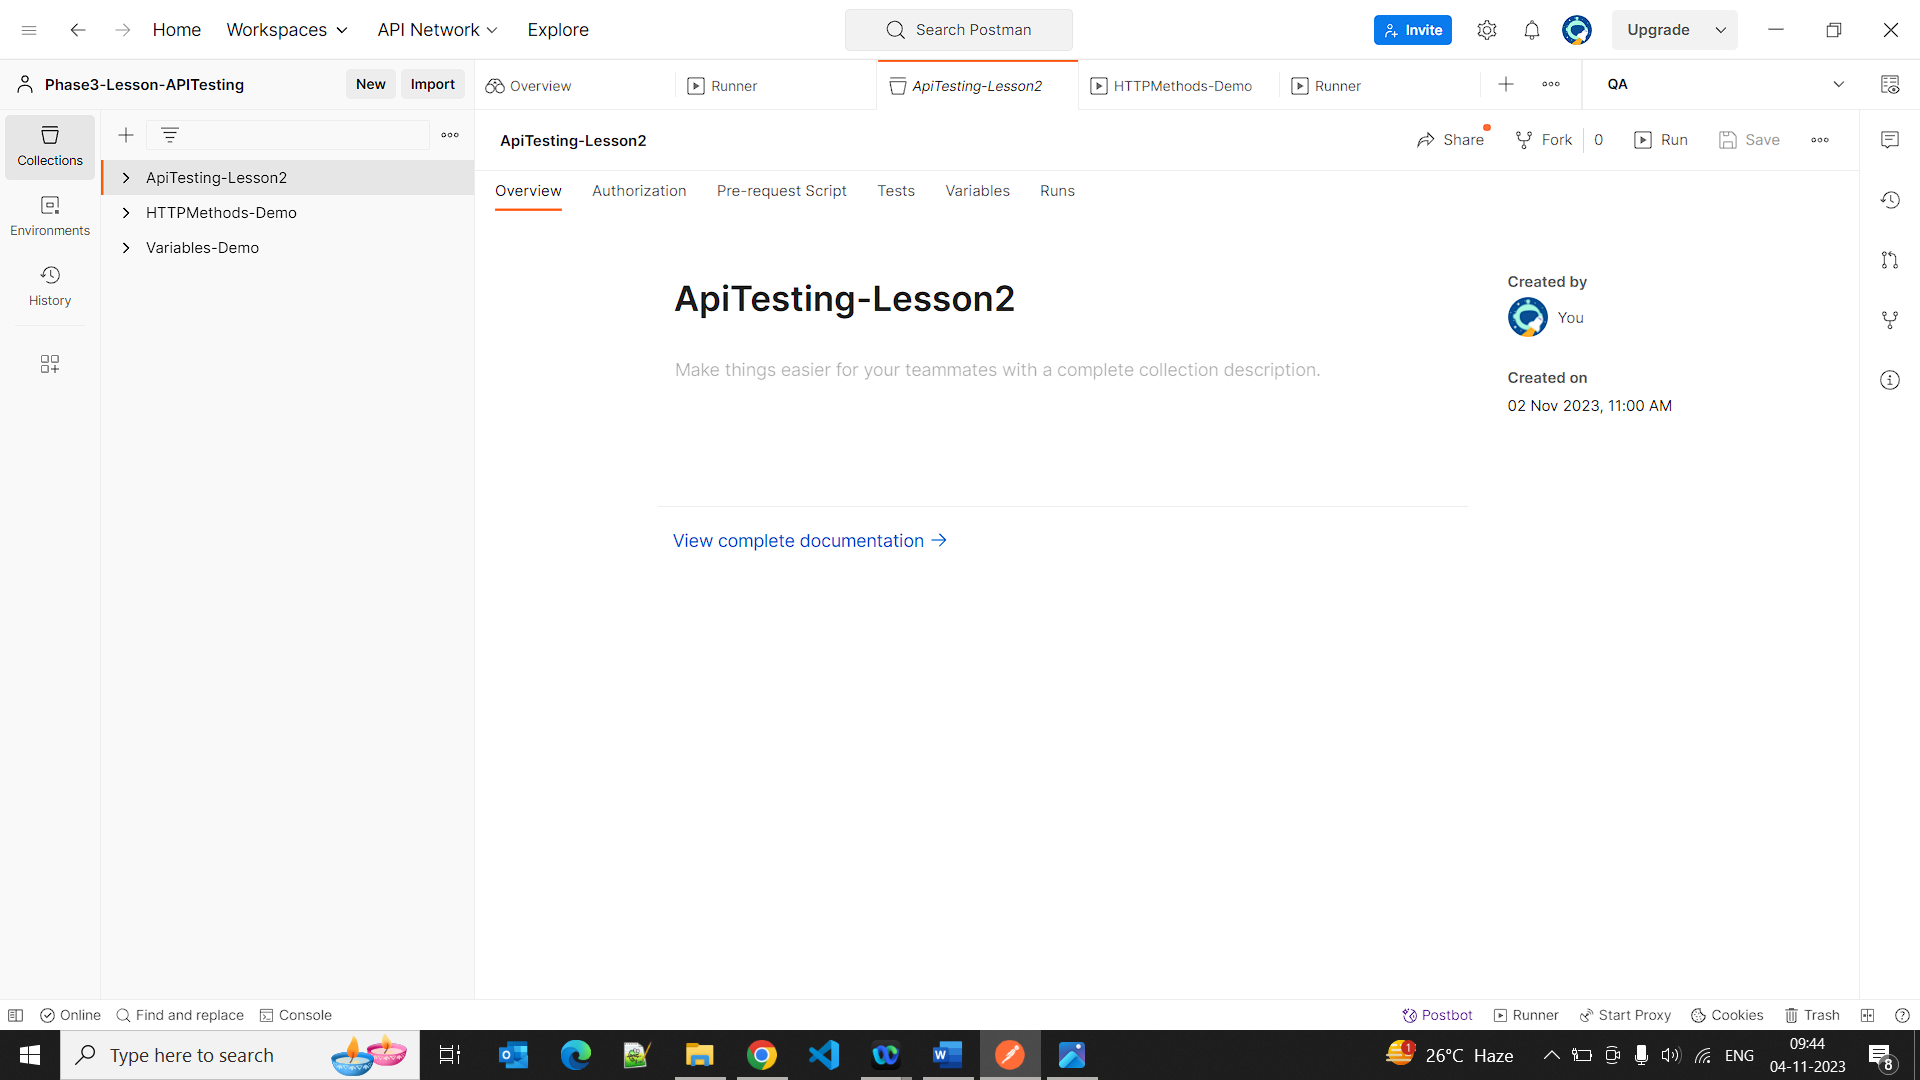 Home Workspaces API Network Explore
Search Postman
Invite
Upgrade
Phase3-Lesson-APITesting
New Import
Overview
Runner
ApiTesting-Lesson2
HTTPMethods-Demo
Runner
QA
Collections
Environments
History
ApiTesting-Lesson2
HTTPMethods-Demo
Variables-Demo
ApiTesting-Lesson2
Share Fork 0 Run Save
Overview Authorization Pre-request Script Tests Variables Runs
ApiTesting-Lesson2
Make things easier for your teammates with a complete collection description.
View complete documentation →
Created by
You
Created on
02 Nov 2023, 11:00 AM
Online Find and replace Console
Postbot Runner Start Proxy Cookies Trash
Type here to search
1
26°C Haze
ENG
09:44
04-11-2023
8